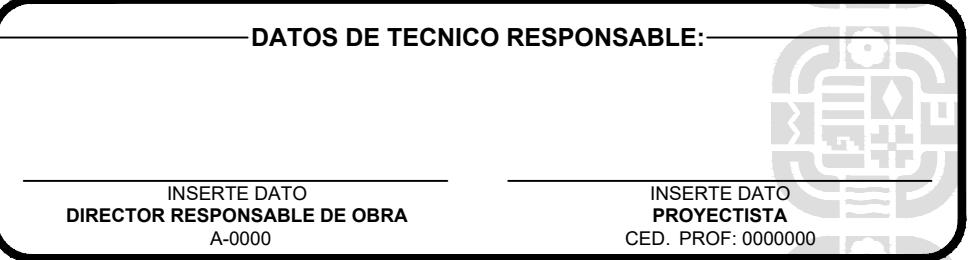 DATOS DE TECNICO RESPONSABLE:
INSERTE DATO
DIRECTOR RESPONSABLE DE OBRA
A-0000
INSERTE DATO
PROYECTISTA
CED. PROF: 0000000